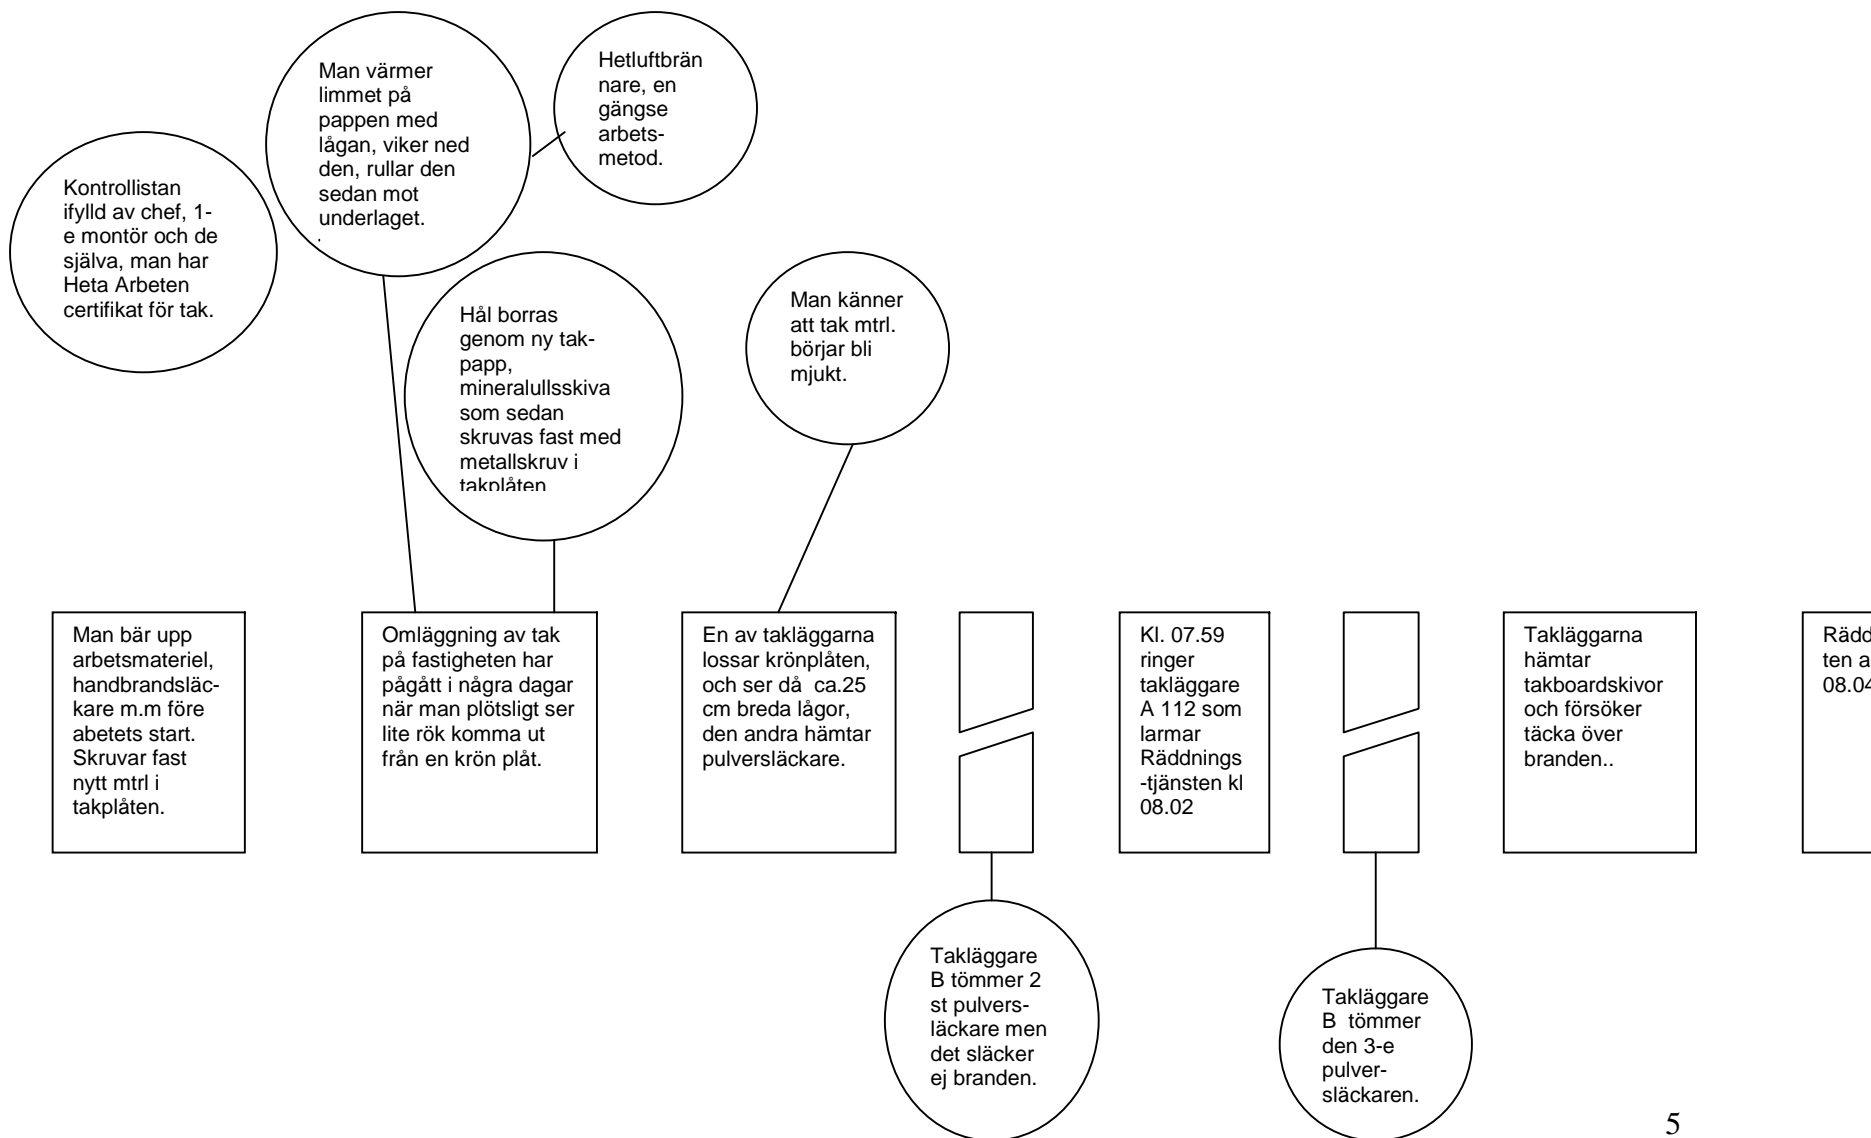 Kontrollistan
ifylld av chef, 1-
e montör och de
själva, man har
Heta Arbeten
certifikat för tak.
Man värmer
limmet på
pappen med
lågan, viker ned
den, rullar den
sedan mot
underlaget.
.
Hetluftbrän
nare, en
gängse
arbets-
metod.
Hål borras
genom ny tak-
papp,
mineralullsskiva
som sedan
skruvas fast med
metallskruv i
takplåten
Man känner
att tak mtrl.
börjar bli
mjukt.
Man bär upp
arbetsmateriel,
handbrandsläc-
kare m.m före
abetets start.
Skruvar fast
nytt mtrl i
takplåten.
Omläggning av tak
på fastigheten har
pågått i några dagar
när man plötsligt ser
lite rök komma ut
från en krön plåt.
En av takläggarna
lossar krönplåten,
och ser då ca.25
cm breda lågor,
den andra hämtar
pulversläckare.
Kl. 07.59
ringer
takläggare
A 112 som
larmar
Räddnings
-tjänsten kl
08.02
Takläggarna
hämtar
takboardskivor
och försöker
täcka över
branden..
Rädd
ten a
08.04
Takläggare
B tömmer 2
st pulvers-
läckare men
det släcker
ej branden.
Takläggare
B tömmer
den 3-e
pulver-
släckaren.
5